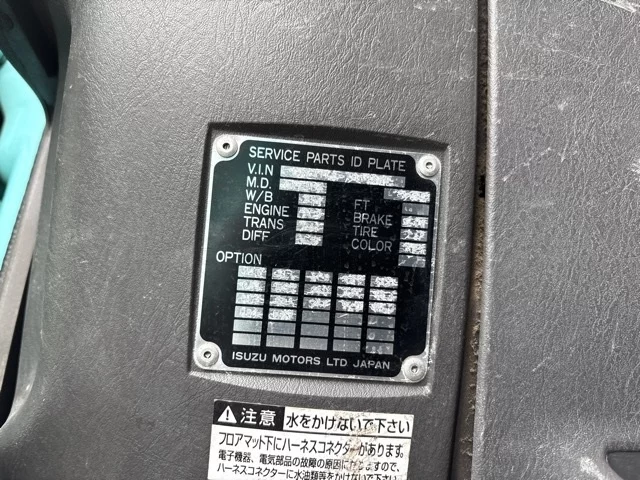 SERVICE PARTS ID PLATE
V.I.N
M.D.
W/B FT
ENGINE BRAKE
TRANS TIRE
DIFF COLOR
OPTION
ISUZU MOTORS LTD JAPAN
注意 水をかけないで下さい
フロアマット下にハーネスコネクターがあります。
電子機器、電気部品の故障の原因に ますので、
ハーネスコネクターに水油類等をかけないで下さい